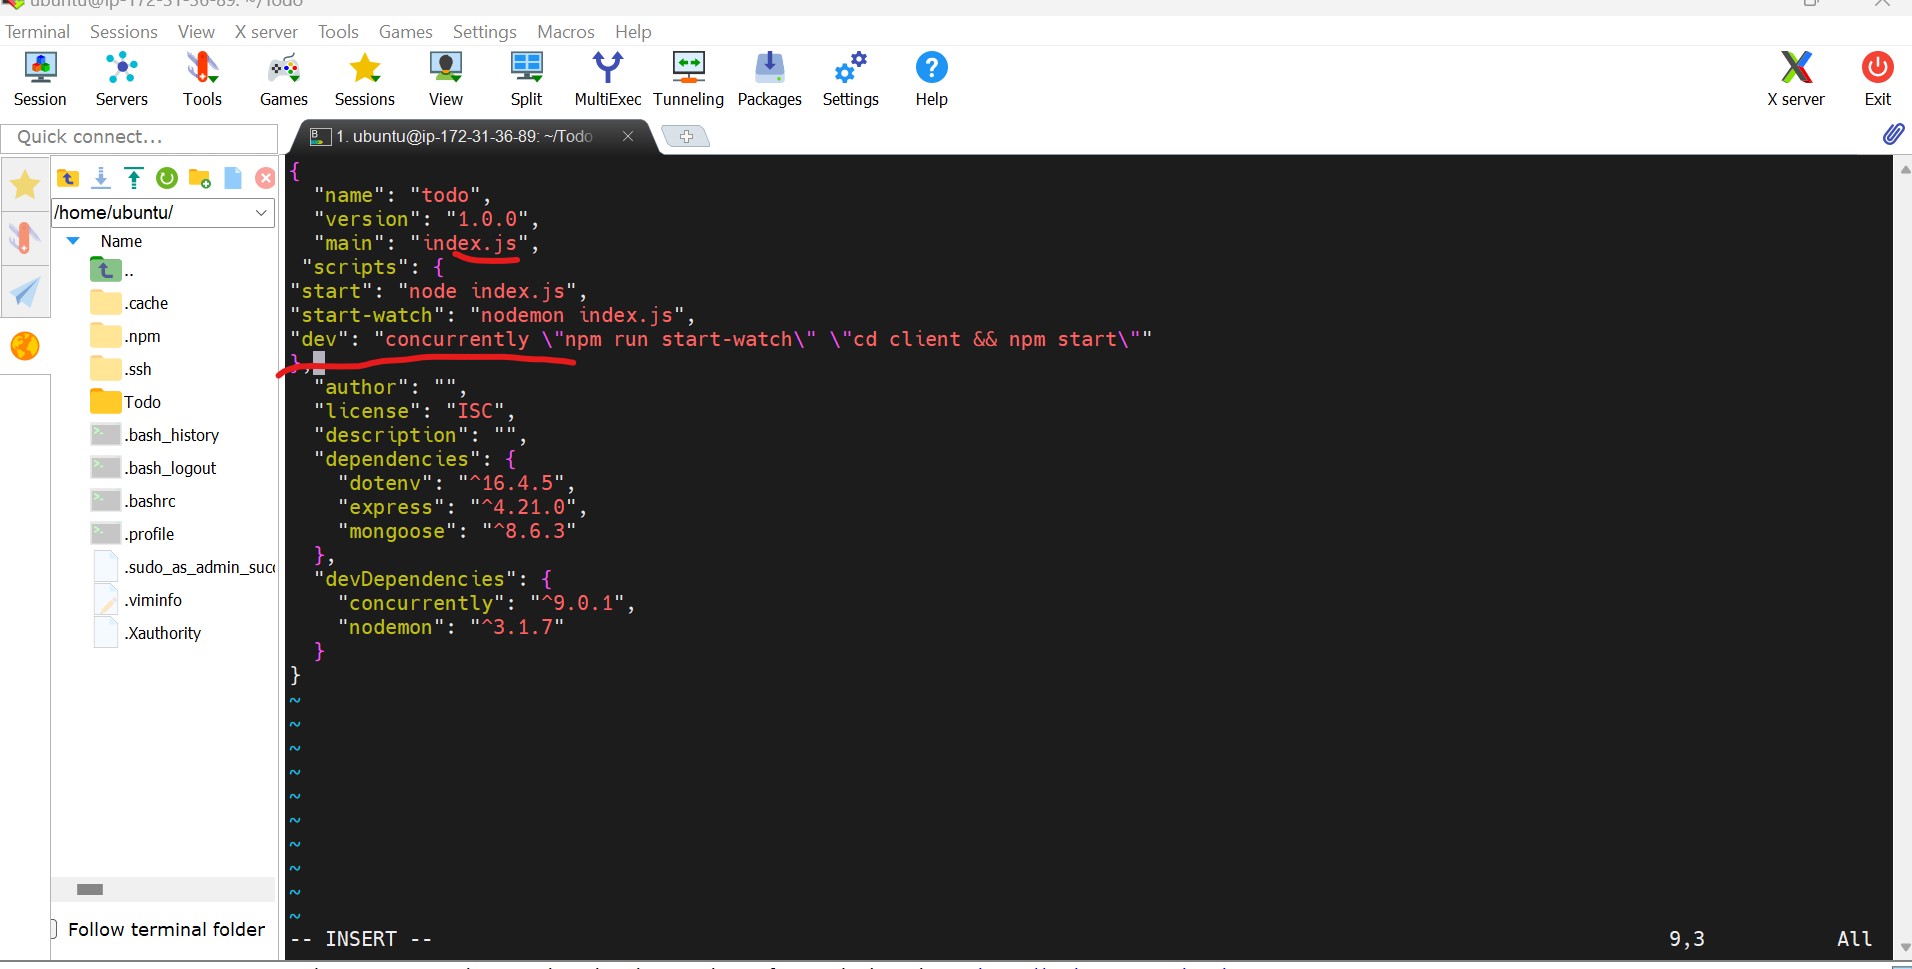 ubuntu@ip-172-31-36-89: ~/Todo
Terminal Sessions View X server Tools Games Settings Macros Help
Session Servers Tools Games Sessions View Split MultiExec Tunneling Packages Settings Help X server Exit
Quick connect...
1. ubuntu@ip-172-31-36-89: ~/Todo
/home/ubuntu/
Name
..
.cache
.npm
.ssh
Todo
.bash_history
.bash_logout
.bashrc
.profile
.sudo_as_admin_suc
.viminfo
.Xauthority
Follow terminal folder
{
  "name": "todo",
  "version": "1.0.0",
  "main": "index.js",
 "scripts": {
"start": "node index.js",
"start-watch": "nodemon index.js",
"dev": "concurrently \"npm run start-watch\" \"cd client && npm start\""
},
  "author": "",
  "license": "ISC",
  "description": "",
  "dependencies": {
    "dotenv": "^16.4.5",
    "express": "^4.21.0",
    "mongoose": "^8.6.3"
  },
  "devDependencies": {
    "concurrently": "^9.0.1",
    "nodemon": "^3.1.7"
  }
}
~
~
~
~
~
~
~
~
~
~
-- INSERT -- 9,3 All